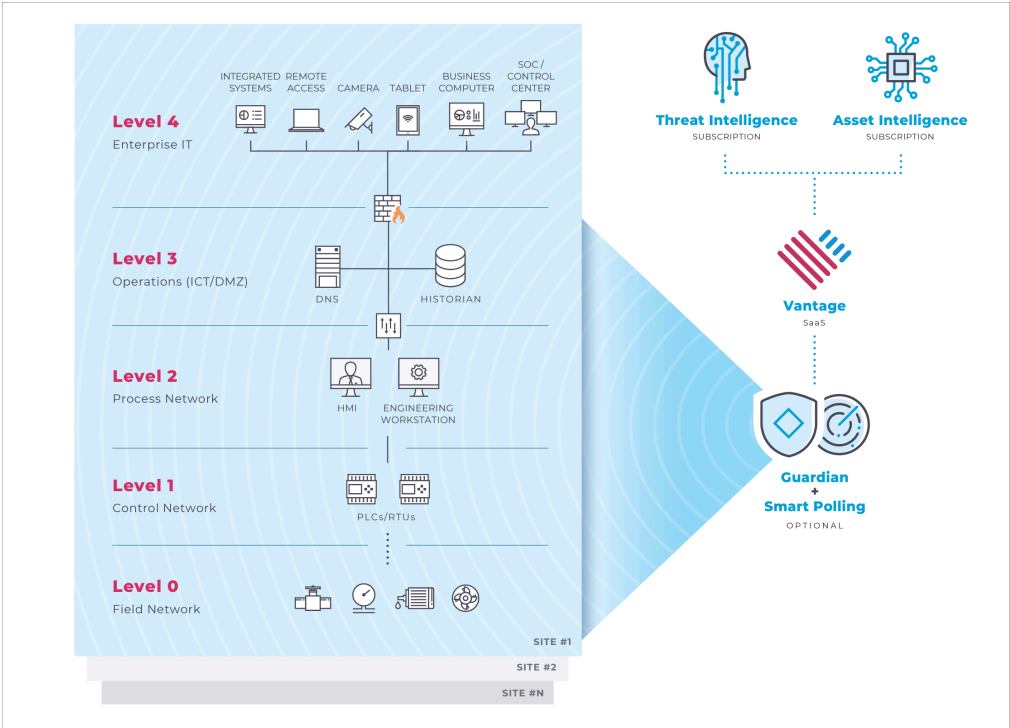 INTEGRATED SYSTEMS
REMOTE ACCESS
CAMERA
TABLET
BUSINESS COMPUTER
SOC / CONTROL CENTER
Level 4
Enterprise IT
Level 3
Operations (ICT/DMZ)
DNS
HISTORIAN
Level 2
Process Network
HMI
ENGINEERING
WORKSTATION
Level 1
Control Network
PLCs/RTUs
Level 0
Field Network
SITE #1
SITE #2
SITE #N
Threat Intelligence
SUBSCRIPTION
Asset Intelligence
SUBSCRIPTION
Vantage
SaaS
Guardian
+
Smart Polling
OPTIONAL